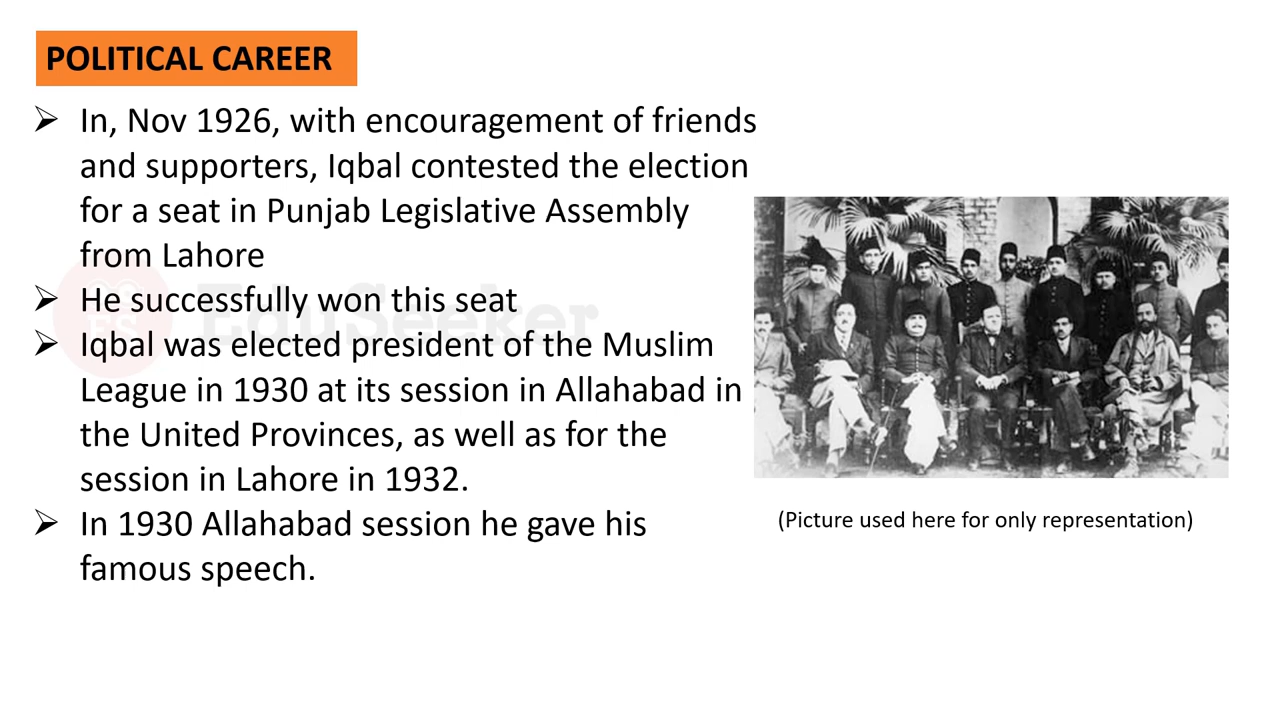 POLITICAL CAREER
➢ In, Nov 1926, with encouragement of friends
and supporters, Iqbal contested the election
for a seat in Punjab Legislative Assembly
from Lahore
➢ He successfully won this seat
➢ Iqbal was elected president of the Muslim
League in 1930 at its session in Allahabad in
the United Provinces, as well as for the
session in Lahore in 1932.
➢ In 1930 Allahabad session he gave his
famous speech.
ES EduSeeker
(Picture used here for only representation)